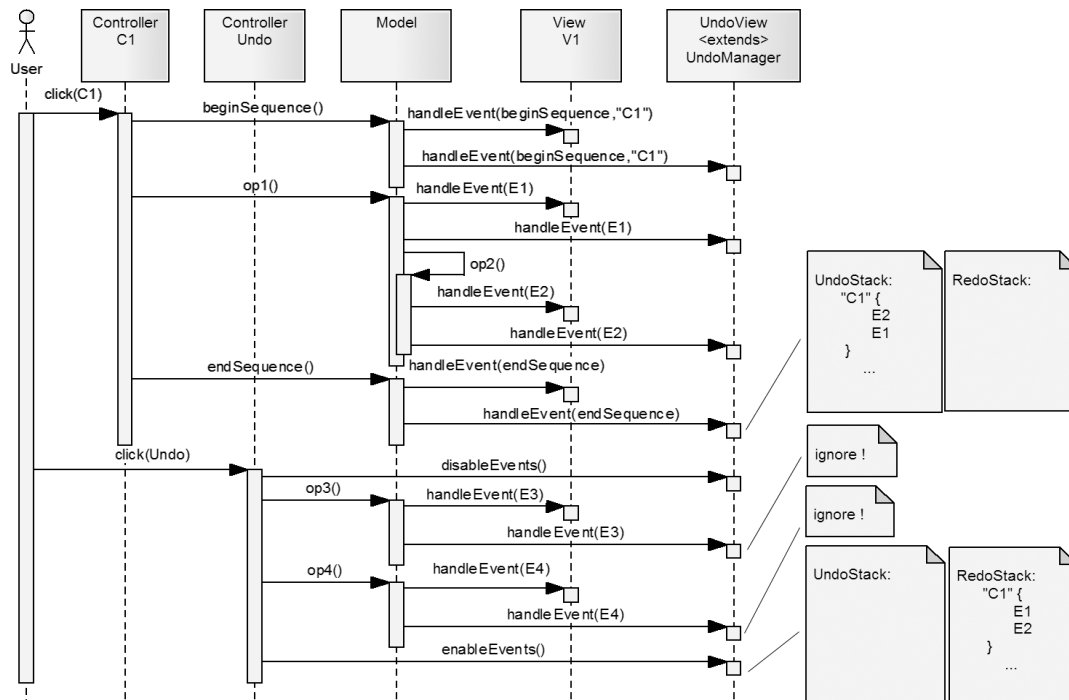 User
Controller
C1
Controller
Undo
Model
View
V1
UndoView
<extends>
UndoManager
click(C1)
beginSequence()
handleEvent(beginSequence,"C1")
handleEvent(beginSequence,"C1")
op1()
handleEvent(E1)
handleEvent(E1)
op2()
handleEvent(E2)
handleEvent(E2)
endSequence()
handleEvent(endSequence)
handleEvent(endSequence)
UndoStack:
"C1" {
E2
E1
}
...
RedoStack:
click(Undo)
disableEvents()
ignore !
op3()
handleEvent(E3)
handleEvent(E3)
ignore !
op4()
handleEvent(E4)
handleEvent(E4)
enableEvents()
UndoStack:
RedoStack:
"C1" {
E1
E2
}
...